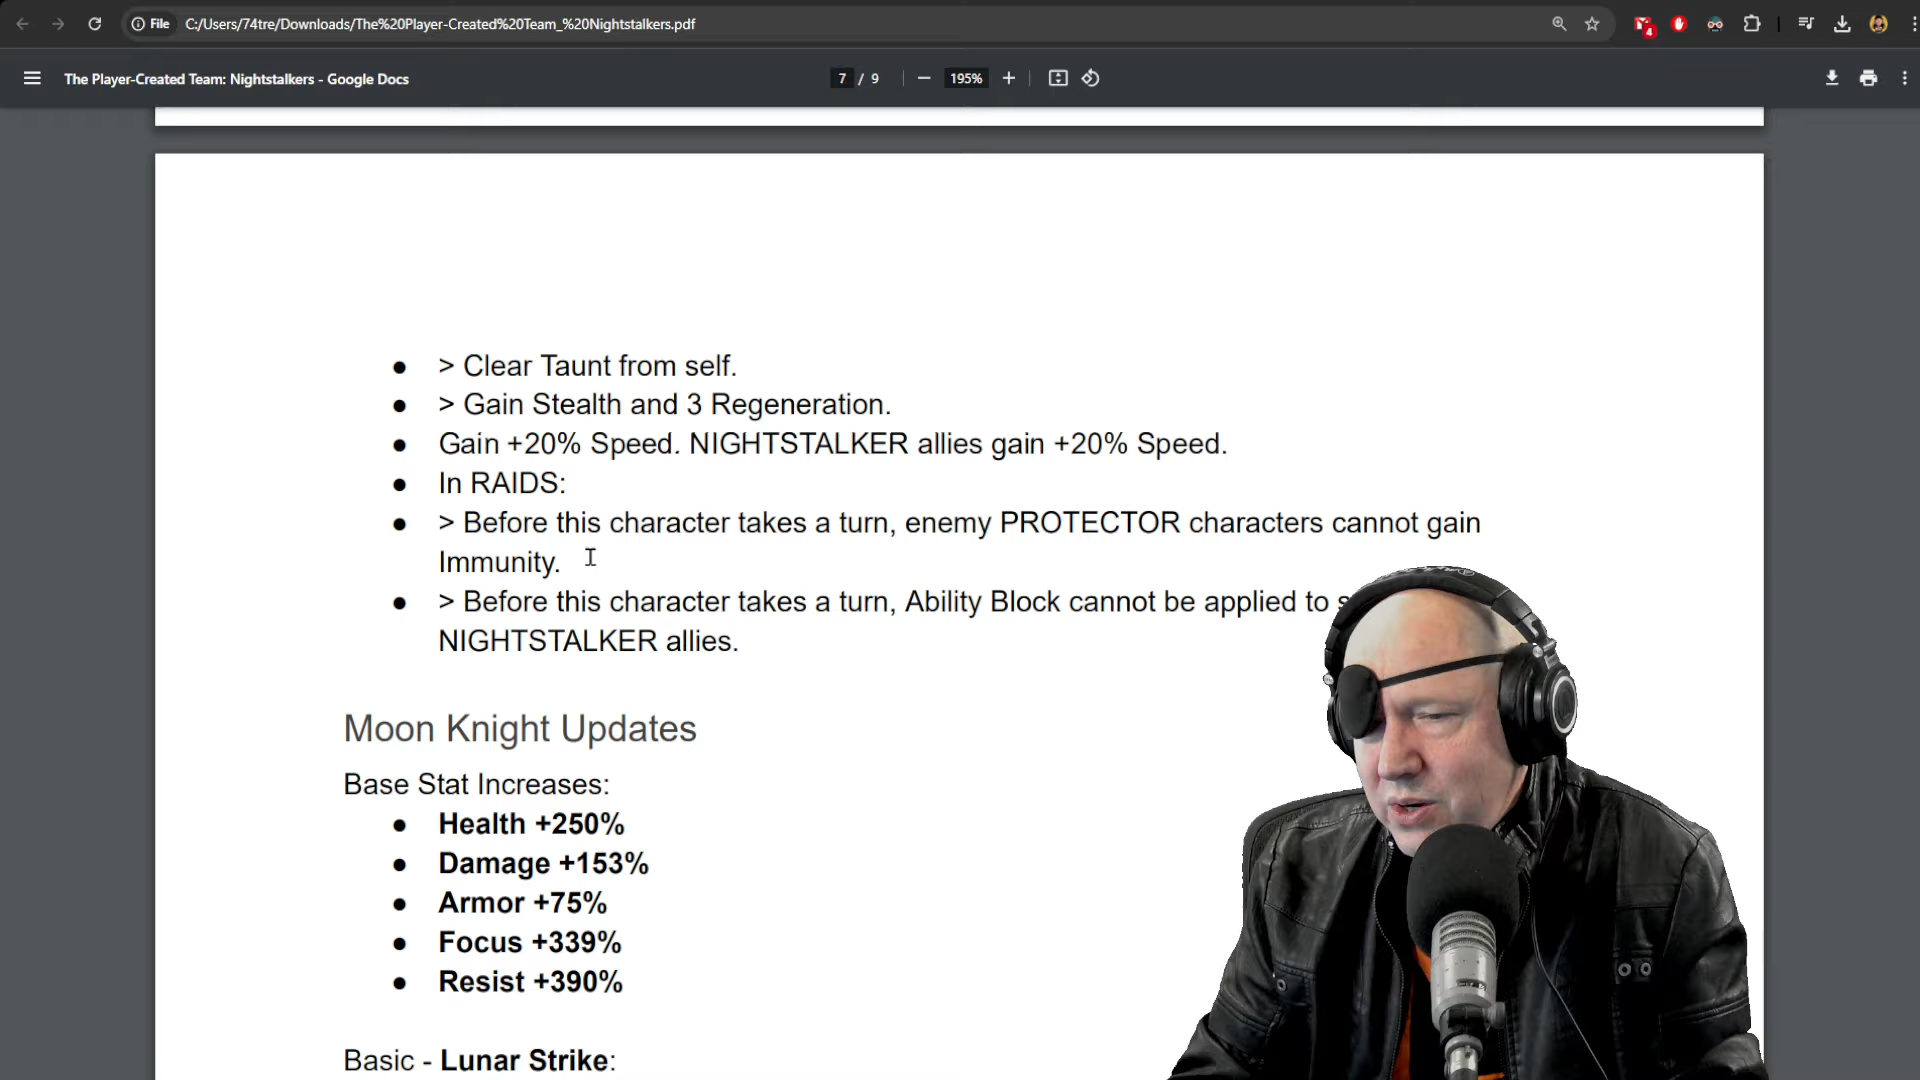 File
C:/Users/74tre/Downloads/The%20Player-Created%20Team_%20Nightstalkers.pdf
4
The Player-Created Team: Nightstalkers - Google Docs
7 / 9
195%
● > Clear Taunt from self.
● > Gain Stealth and 3 Regeneration.
● Gain +20% Speed. NIGHTSTALKER allies gain +20% Speed.
● In RAIDS:
● > Before this character takes a turn, enemy PROTECTOR characters cannot gain
Immunity.
● > Before this character takes a turn, Ability Block cannot be applied to
NIGHTSTALKER allies.
Moon Knight Updates
Base Stat Increases:
● Health +250%
● Damage +153%
● Armor +75%
● Focus +339%
● Resist +390%
Basic - Lunar Strike: